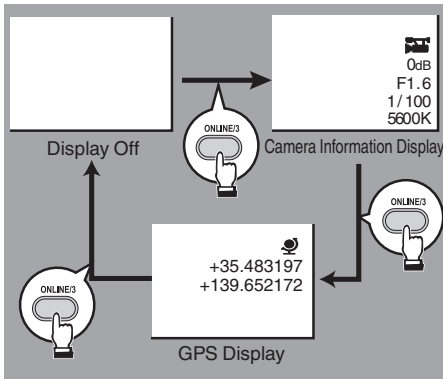 0dB
F1.6
1/100
5600K
Display Off
ONLINE/3
Camera Information Display
ONLINE/3
+35.483197
+139.652172
ONLINE/3
GPS Display